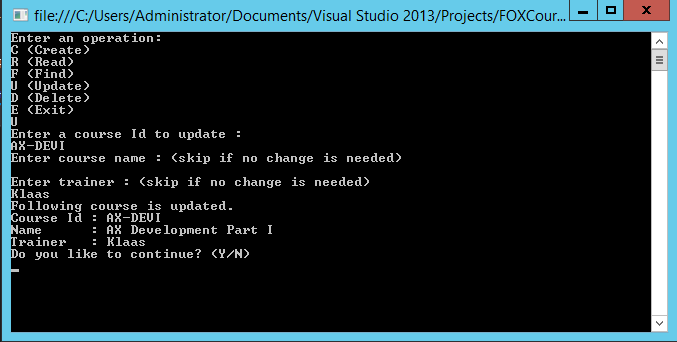 file:///C:/Users/Administrator/Documents/Visual Studio 2013/Projects/FOXCour...
Enter an operation:
C (Create)
R (Read)
F (Find)
U (Update)
D (Delete)
E (Exit)
U
Enter a course Id to update :
AX-DEVI
Enter course name : (skip if no change is needed)
Enter trainer : (skip if no change is needed)
Klaas
Following course is updated.
Course Id : AX-DEVI
Name      : AX Development Part I
Trainer   : Klaas
Do you like to continue? (Y/N)